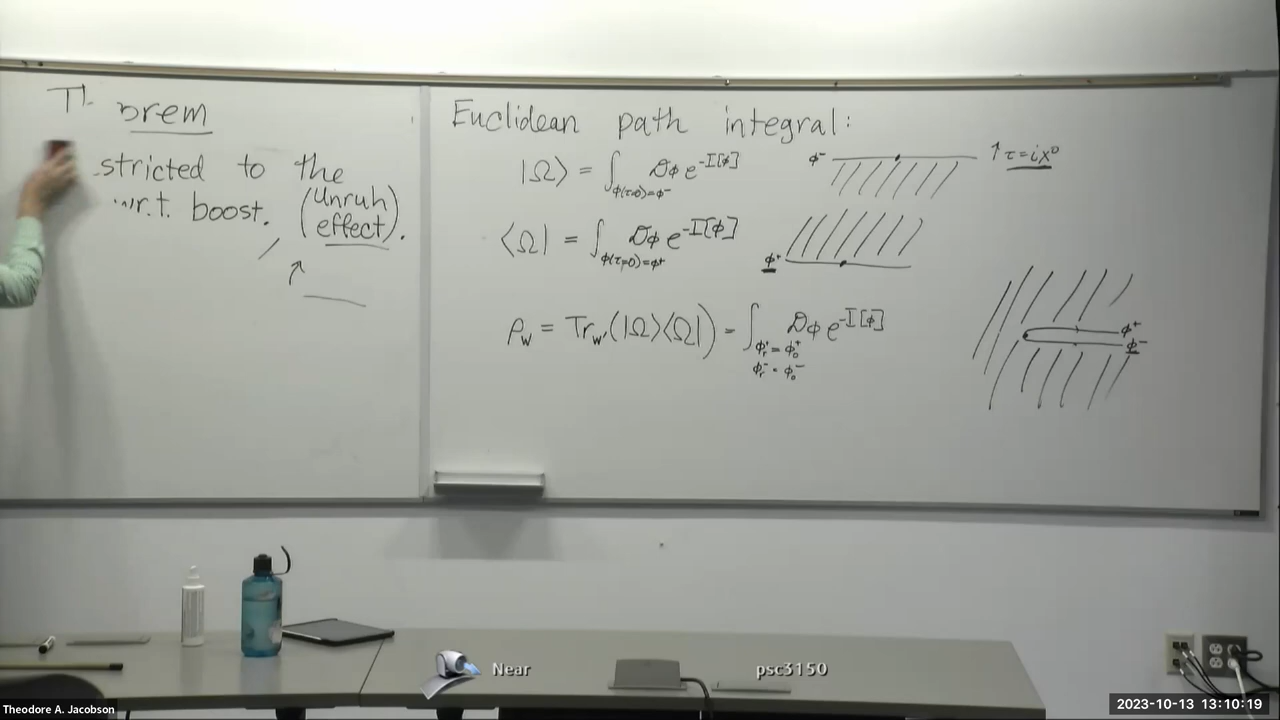 Th orem
stricted to the
w.r.t. boost. (Unruh effect).
Euclidean path integral:
|Ω⟩ = ∫_{ϕ(τ=0)=ϕ⁻} 𝒟ϕ e^{-I[ϕ]}
ϕ⁻
↑ τ=ix⁰
⟨Ω| = ∫_{ϕ(τ=0)=ϕ⁺} 𝒟ϕ e^{-I[ϕ]}
ϕ⁺
ρ_W = Tr_{W'}(|Ω⟩⟨Ω|) = ∫_{ϕ_r^+ = ϕ_0^+, ϕ_r^- = ϕ_0^-} 𝒟ϕ e^{-I[ϕ]}
ϕ⁺
ϕ⁻
Near
psc3150
Theodore A. Jacobson
2023-10-13 13:10:19